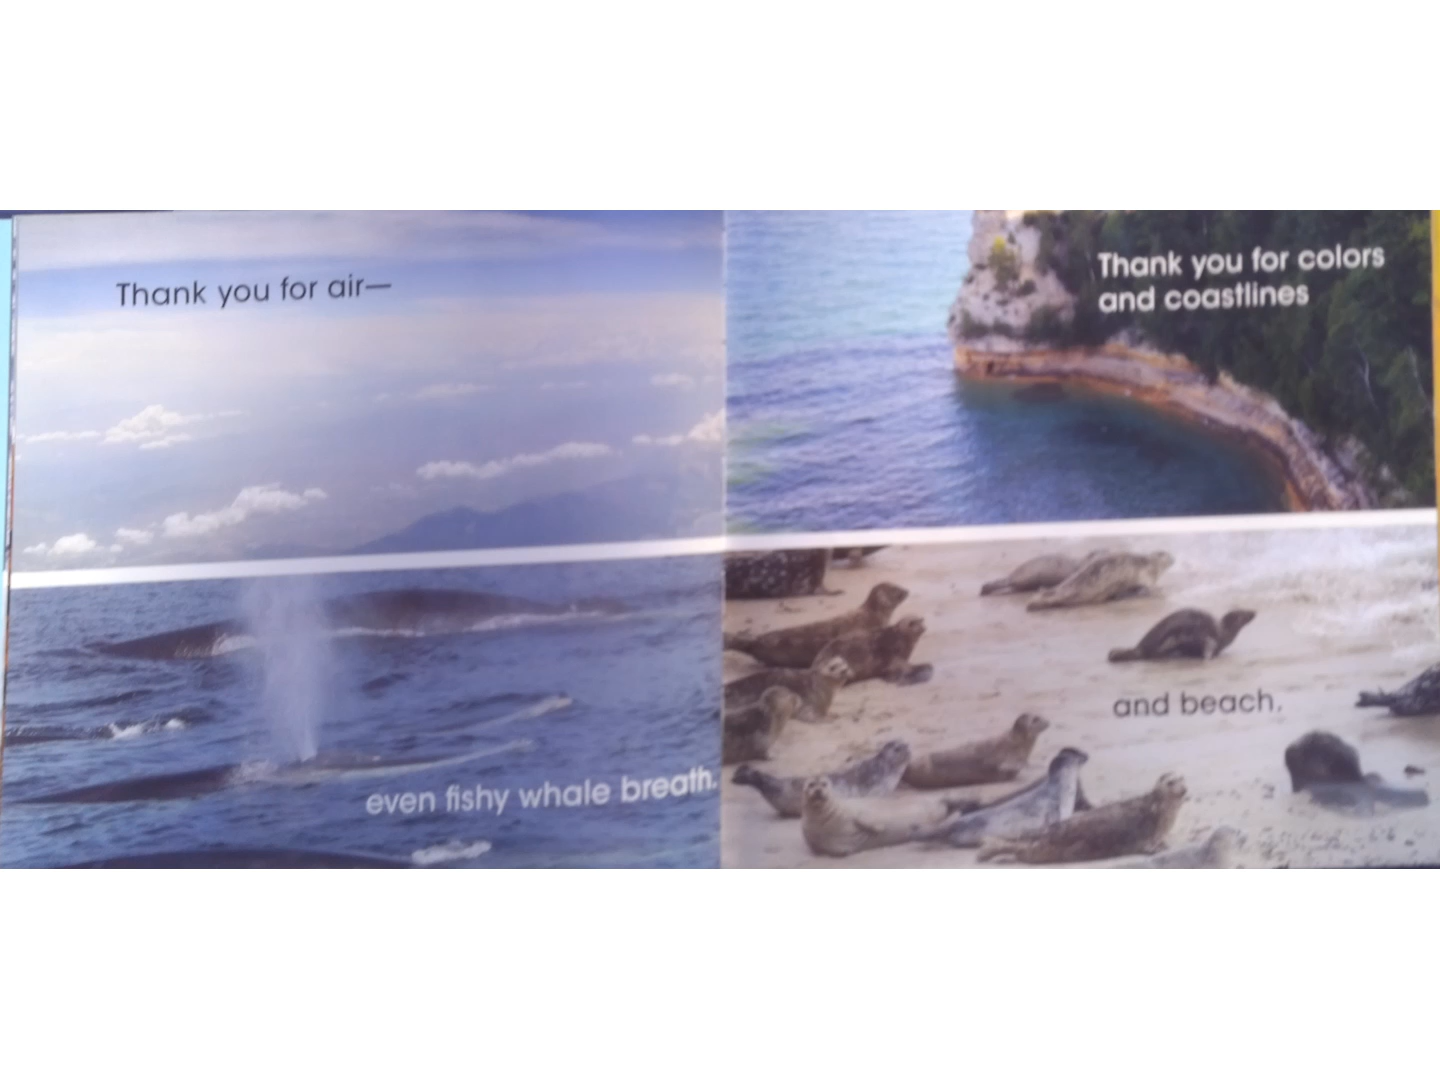 Thank you for air—
even fishy whale breath.
Thank you for colors
and coastlines
and beach.